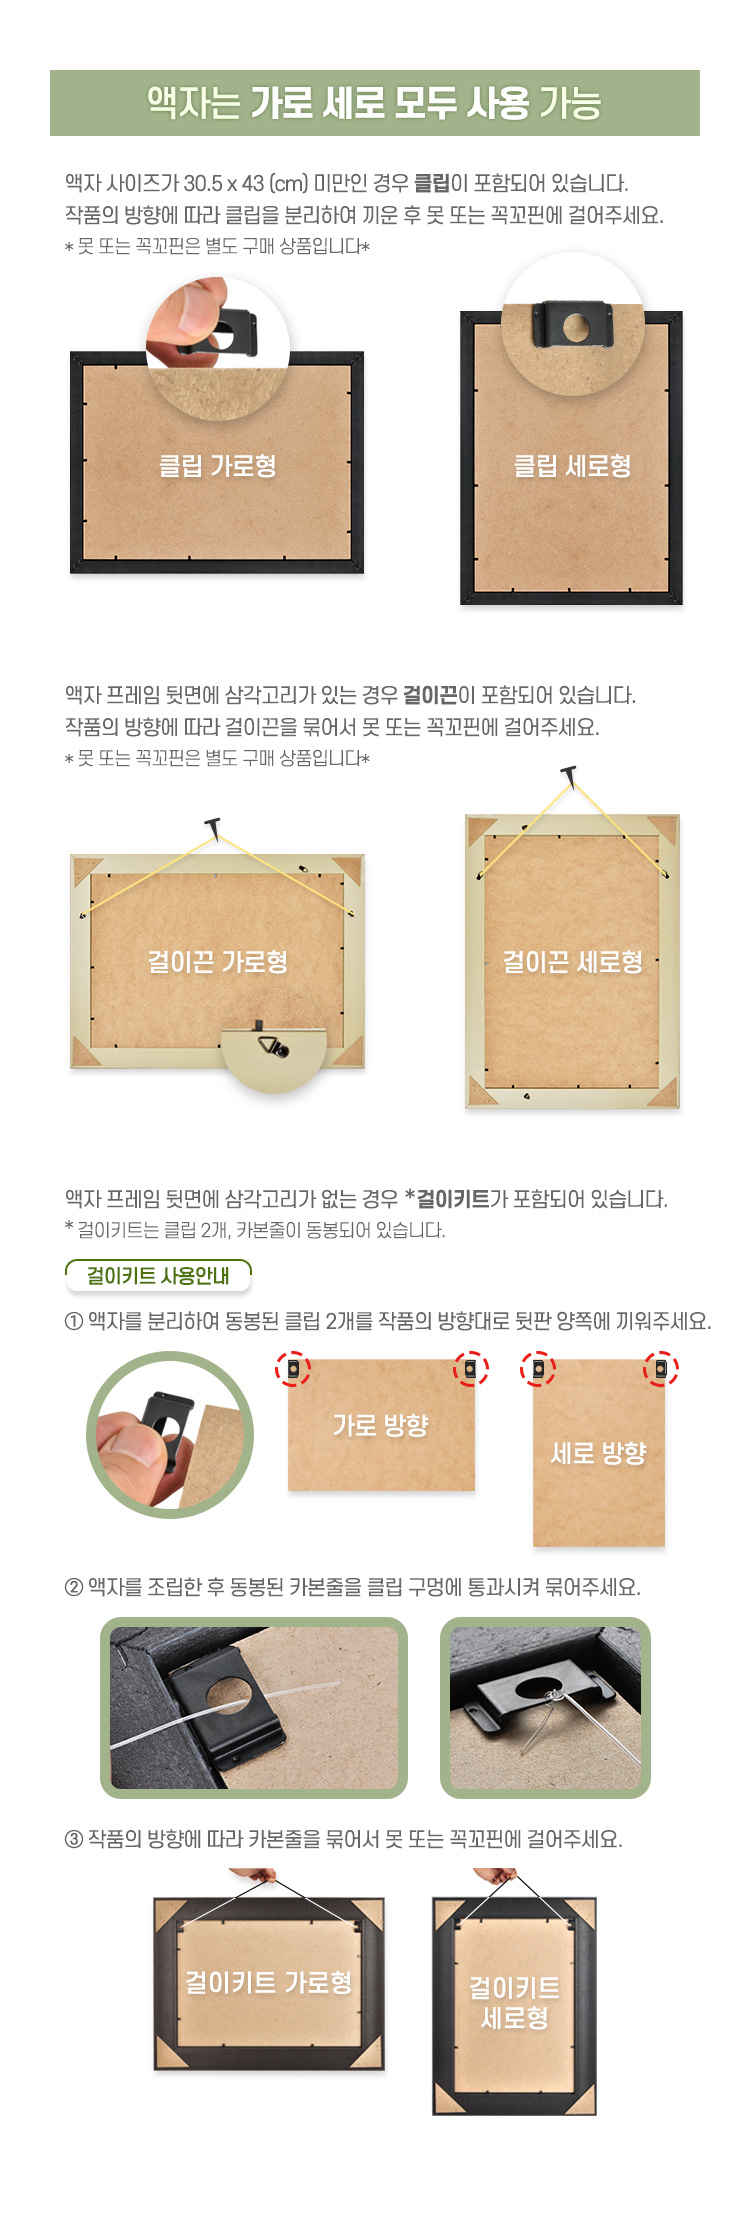 액자는 가로 세로 모두 사용 가능
액자 사이즈가 30.5 x 43 (cm) 미만인 경우 클립이 포함되어 있습니다.
작품의 방향에 따라 클립을 분리하여 끼운 후 못 또는 꼭꼬핀에 걸어주세요.
* 못 또는 꼭꼬핀은 별도 구매 상품입니다*
클립 가로형
클립 세로형
액자 프레임 뒷면에 삼각고리가 있는 경우 걸이끈이 포함되어 있습니다.
작품의 방향에 따라 걸이끈을 묶어서 못 또는 꼭꼬핀에 걸어주세요.
* 못 또는 꼭꼬핀은 별도 구매 상품입니다*
걸이끈 가로형
걸이끈 세로형
액자 프레임 뒷면에 삼각고리가 없는 경우 *걸이키트가 포함되어 있습니다.
* 걸이키트는 클립 2개, 카본줄이 동봉되어 있습니다.
걸이키트 사용안내
① 액자를 분리하여 동봉된 클립 2개를 작품의 방향대로 뒷판 양쪽에 끼워주세요.
가로 방향
세로 방향
② 액자를 조립한 후 동봉된 카본줄을 클립 구멍에 통과시켜 묶어주세요.
③ 작품의 방향에 따라 카본줄을 묶어서 못 또는 꼭꼬핀에 걸어주세요.
걸이키트 가로형
걸이키트
세로형